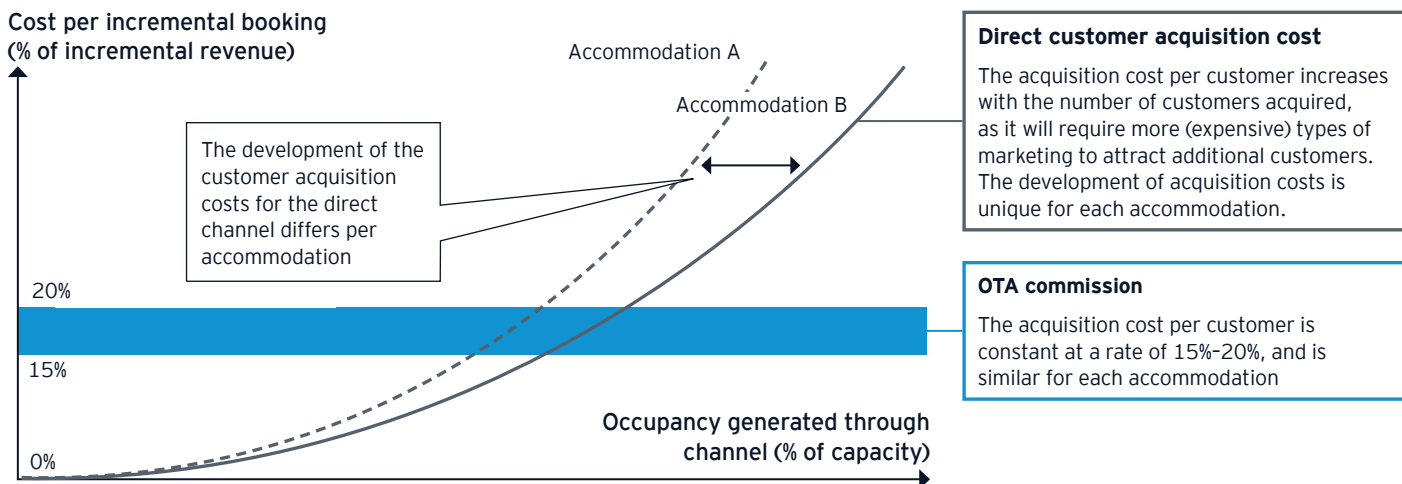 Cost per incremental booking
(% of incremental revenue)
Accommodation A
Accommodation B
The development of the
customer acquisition
costs for the direct
channel differs per
accommodation
20%
15%
0%
Occupancy generated through
channel (% of capacity)
Direct customer acquisition cost
The acquisition cost per customer increases
with the number of customers acquired,
as it will require more (expensive) types of
marketing to attract additional customers.
The development of acquisition costs is
unique for each accommodation.
OTA commission
The acquisition cost per customer is
constant at a rate of 15%–20%, and is
similar for each accommodation